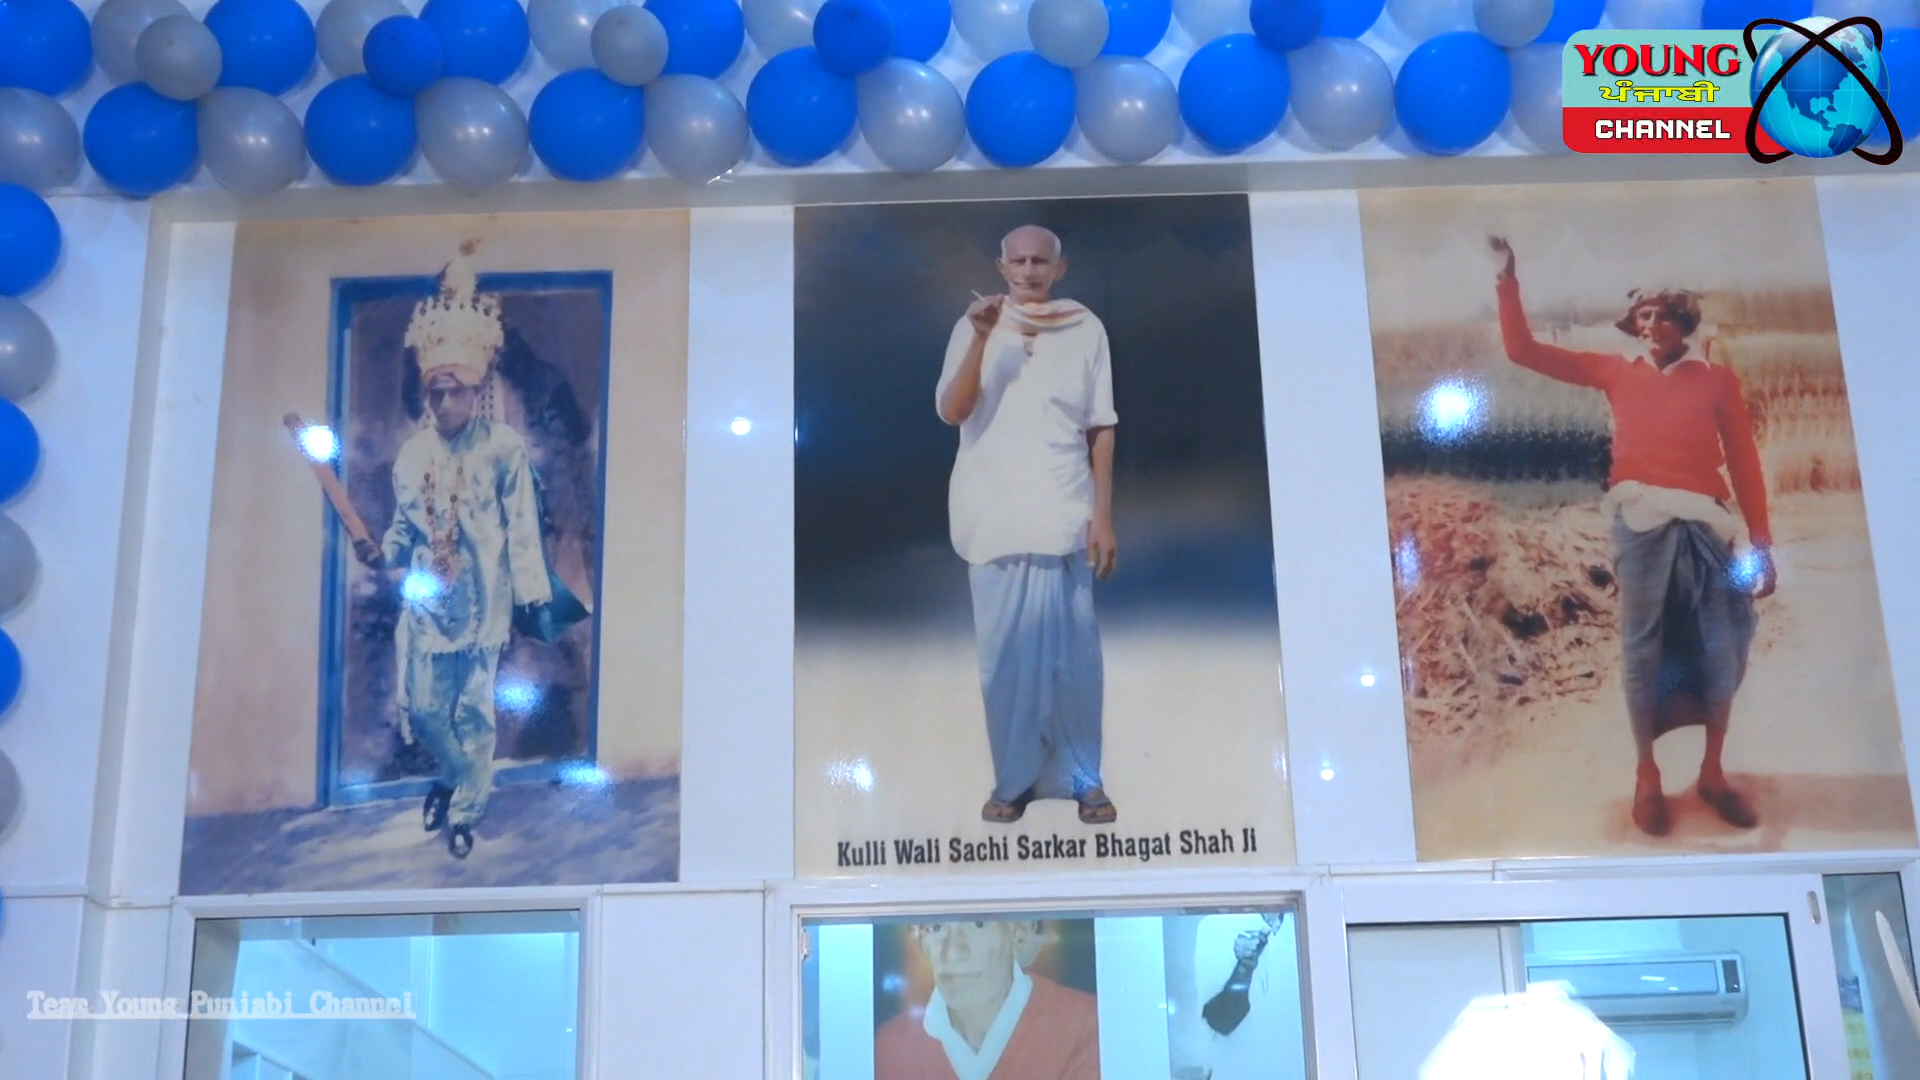 YOUNG
ਪੰਜਾਬੀ
CHANNEL
Kulli Wali Sachi Sarkar Bhagat Shah Ji
Team Young Punjabi Channel